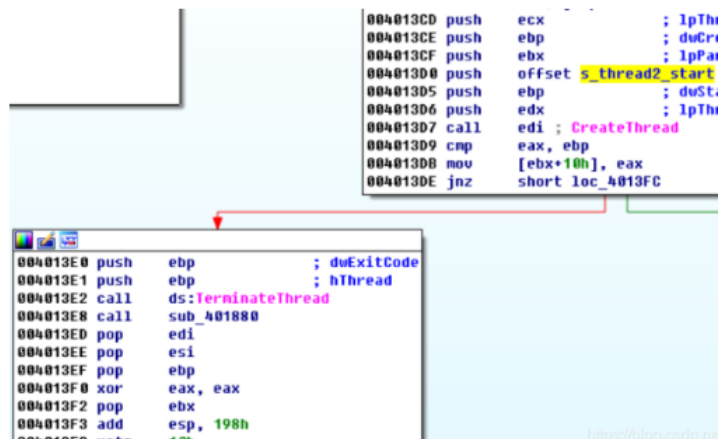 004013CD push ecx ; lpThr
004013CE push ebp ; dwCre
004013CF push ebx ; lpPar
004013D0 push offset s_thread2_start
004013D5 push ebp ; dwSta
004013D6 push edx ; lpThr
004013D7 call edi ; CreateThread
004013D9 cmp eax, ebp
004013DB mov [ebx+10h], eax
004013DE jnz short loc_4013FC
004013E0 push ebp ; dwExitCode
004013E1 push ebp ; hThread
004013E2 call ds:TerminateThread
004013E8 call sub_401880
004013ED pop edi
004013EE pop esi
004013EF pop ebp
004013F0 xor eax, eax
004013F2 pop ebx
004013F3 add esp, 198h